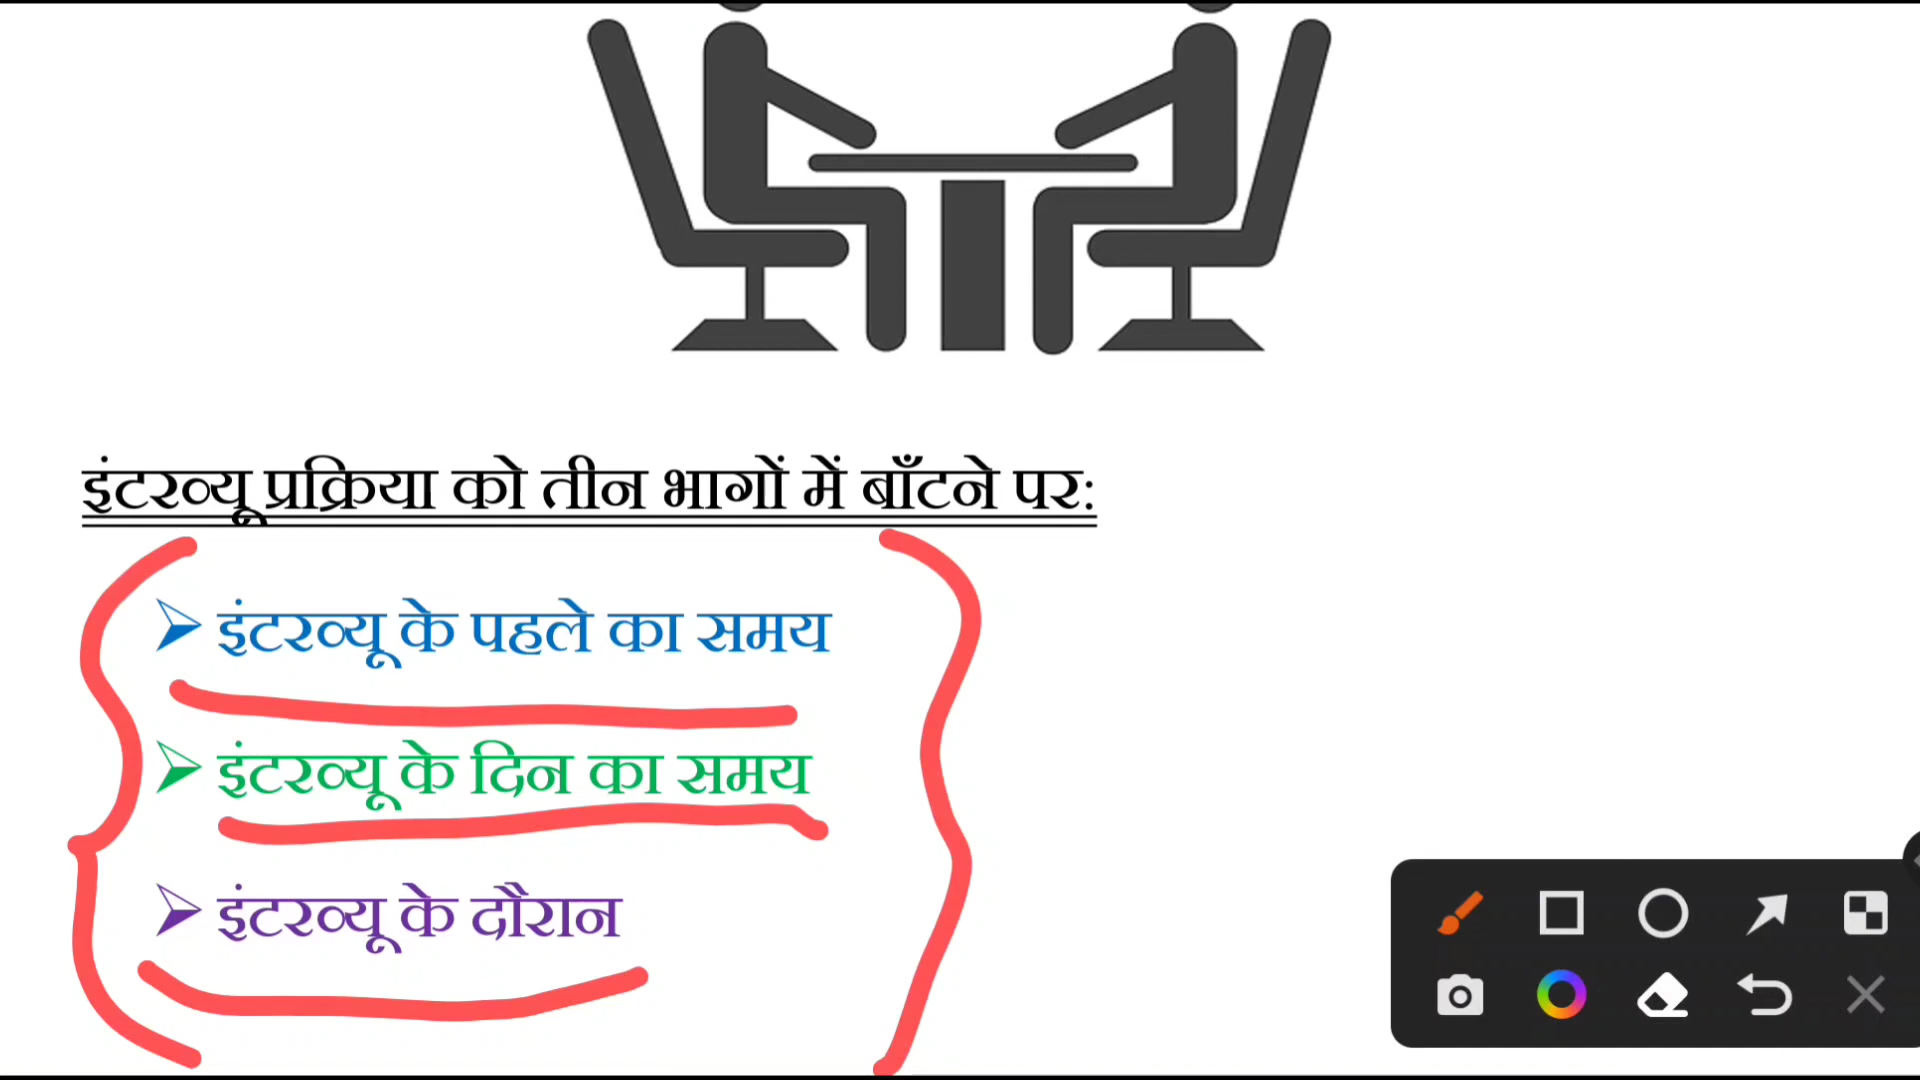 इंटरव्यू प्रक्रिया को तीन भागों में बाँटने पर:
इंटरव्यू के पहले का समय
इंटरव्यू के दिन का समय
इंटरव्यू के दौरान